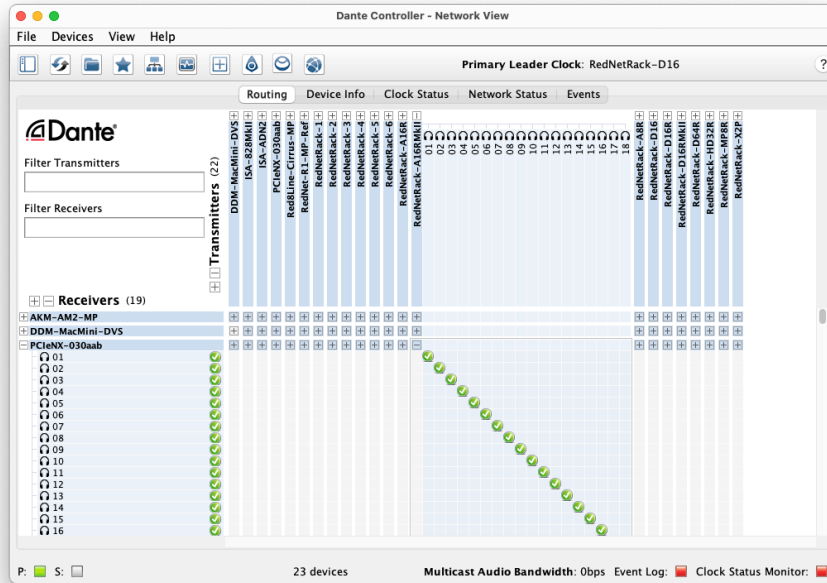 Dante Controller - Network View
File Devices View Help
Primary Leader Clock: RedNetRack-D16
?
Routing Device Info Clock Status Network Status Events
Dante
Filter Transmitters
Filter Receivers
Transmitters (22)
DDM-MacMini-DVS
ISA-828MkII
ISA-ADN2
PCIeNX-030aab
Red8Line-Cirrus-MP
RedNet-R1-MP-Ref
RedNetRack-1
RedNetRack-2
RedNetRack-3
RedNetRack-4
RedNetRack-5
RedNetRack-6
RedNetRack-A16R
RedNetRack-A16RMkII
01
02
03
04
05
06
07
08
09
10
11
12
13
14
15
16
17
18
RedNetRack-A8R
RedNetRack-D16
RedNetRack-D16R
RedNetRack-D16RMkII
RedNetRack-D64R
RedNetRack-HD32R
RedNetRack-MP8R
RedNetRack-X2P
Receivers (19)
AKM-AM2-MP
DDM-MacMini-DVS
PCIeNX-030aab
01
02
03
04
05
06
07
08
09
10
11
12
13
14
15
16
P: S: 23 devices Multicast Audio Bandwidth: 0bps Event Log: Clock Status Monitor: